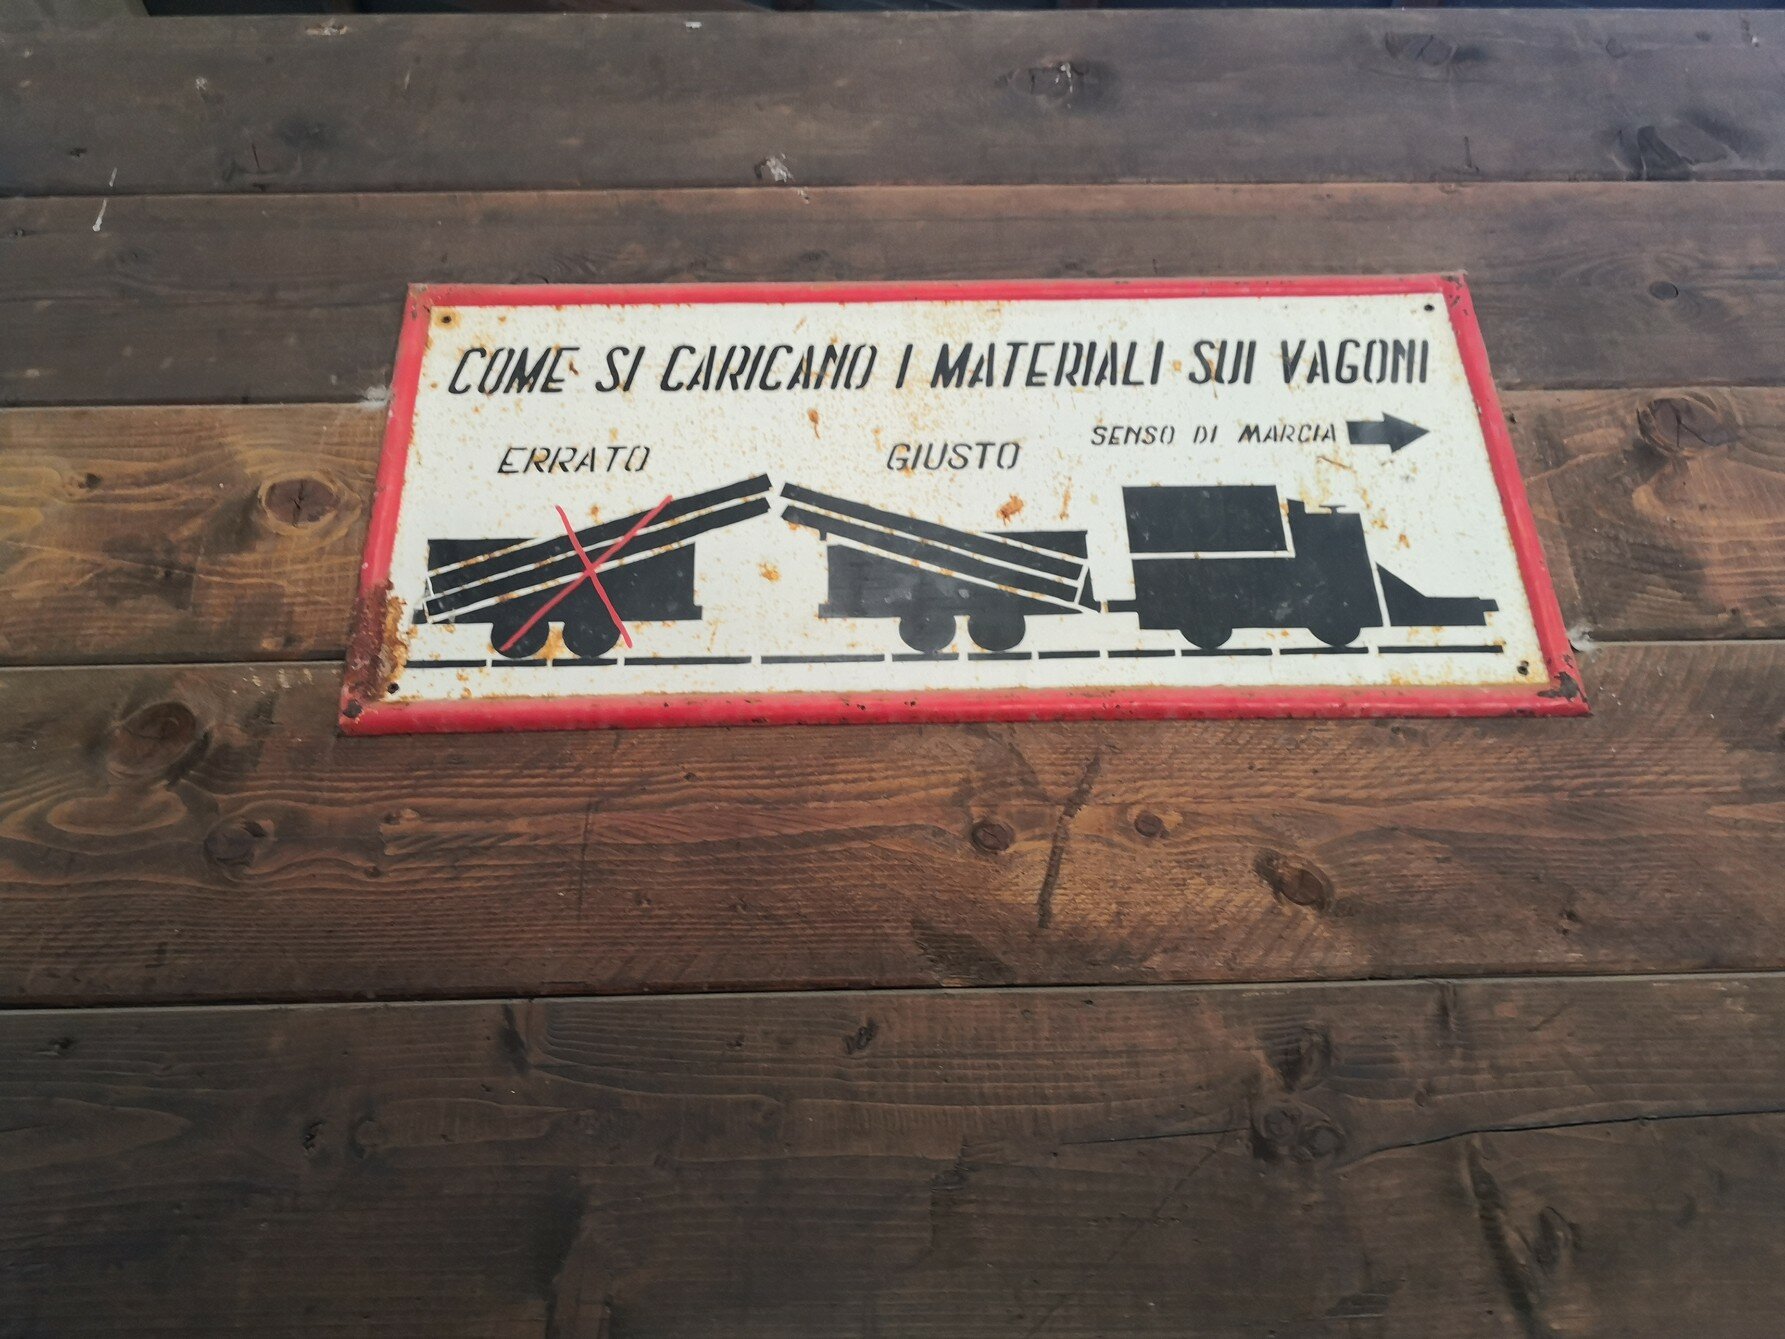 COME SI CARICANO I MATERIALI SUI VAGONI
SENSO DI MARCIA
ERRATO
GIUSTO